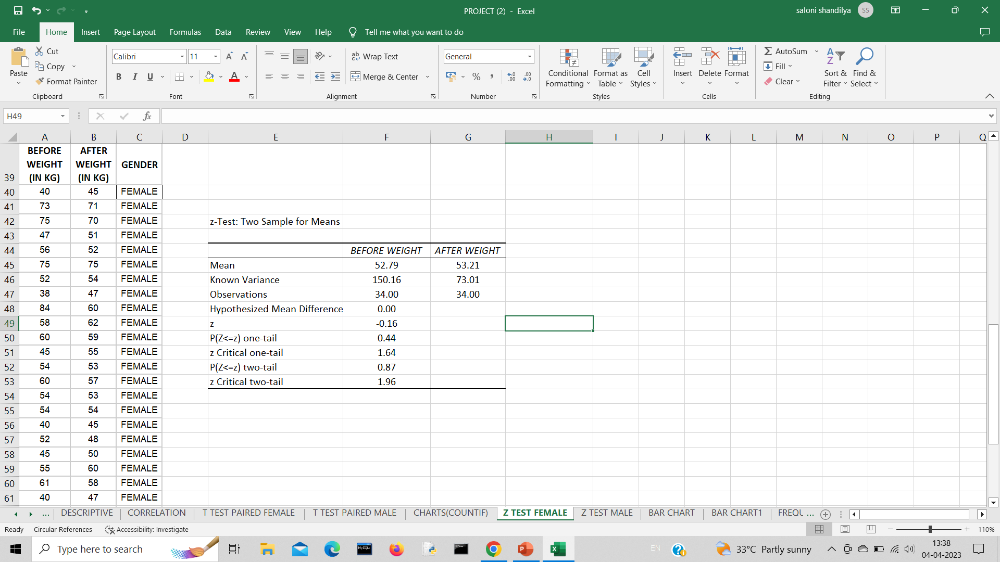 PROJECT (2) - Excel
saloni shandilya SS
File Home Insert Page Layout Formulas Data Review View Help Tell me what you want to do
Cut
Copy
Format Painter
Paste
Clipboard
Calibri 11
B I U
Font
Wrap Text
Merge & Center
Alignment
General
Number
Conditional Formatting
Format as Table
Cell Styles
Styles
Insert Delete Format
Cells
AutoSum
Fill
Clear
Sort & Filter
Find & Select
Editing
H49 fx
A B C D E F G H I J K L M N O P Q
39 BEFORE WEIGHT (IN KG) AFTER WEIGHT (IN KG) GENDER
40 40 45 FEMALE
41 73 71 FEMALE
42 75 70 FEMALE z-Test: Two Sample for Means
43 47 51 FEMALE
44 56 52 FEMALE BEFORE WEIGHT AFTER WEIGHT
45 75 75 FEMALE Mean 52.79 53.21
46 52 54 FEMALE Known Variance 150.16 73.01
47 38 47 FEMALE Observations 34.00 34.00
48 84 60 FEMALE Hypothesized Mean Difference 0.00
49 58 62 FEMALE z -0.16
50 60 59 FEMALE P(Z<=z) one-tail 0.44
51 45 55 FEMALE z Critical one-tail 1.64
52 54 53 FEMALE P(Z<=z) two-tail 0.87
53 60 57 FEMALE z Critical two-tail 1.96
54 54 53 FEMALE
55 54 54 FEMALE
56 40 45 FEMALE
57 52 48 FEMALE
58 45 50 FEMALE
59 55 60 FEMALE
60 61 58 FEMALE
61 40 47 FEMALE
... DESCRIPTIVE CORRELATION T TEST PAIRED FEMALE T TEST PAIRED MALE CHARTS(COUNTIF) Z TEST FEMALE Z TEST MALE BAR CHART BAR CHART1 FREQU ...
Ready Circular References Accessibility: Investigate 110%
Type here to search
EN
33°C Partly sunny
13:38
04-04-2023